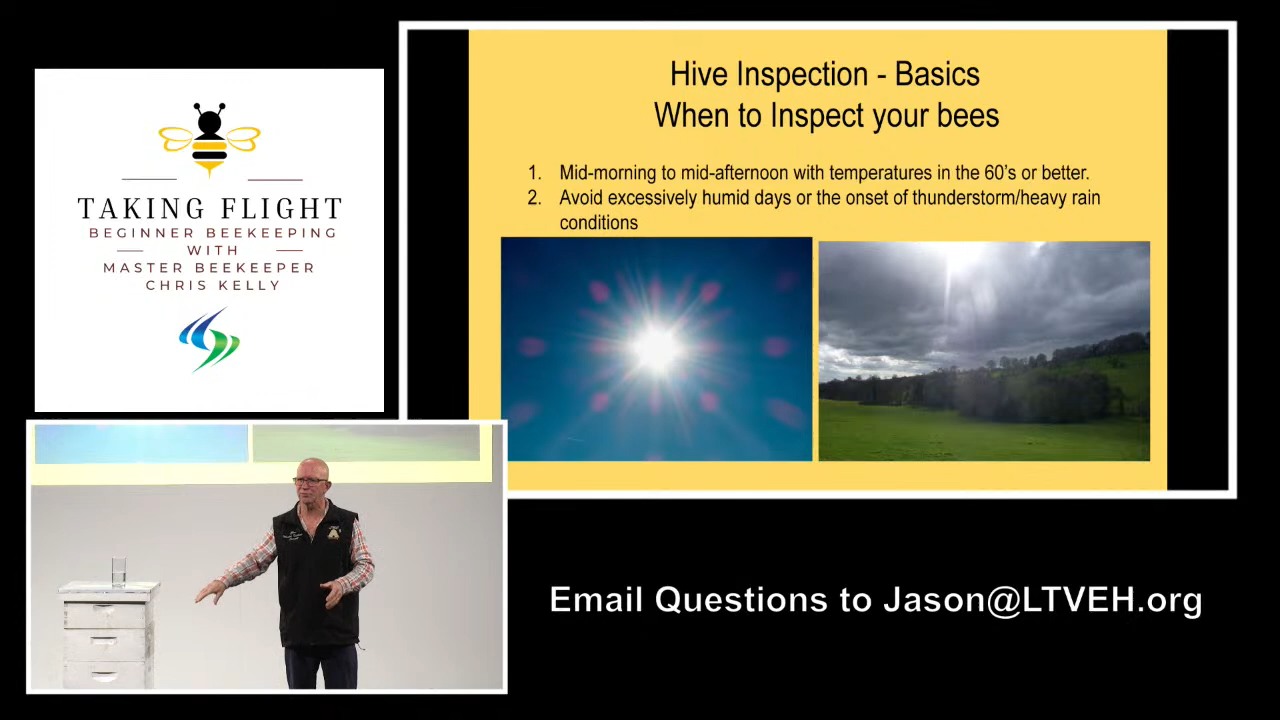 TAKING FLIGHT
BEGINNER BEEKEEPING
WITH
MASTER BEEKEEPER
CHRIS KELLY
Hive Inspection - Basics
When to Inspect your bees
1. Mid-morning to mid-afternoon with temperatures in the 60's or better.
2. Avoid excessively humid days or the onset of thunderstorm/heavy rain
conditions
Email Questions to Jason@LTVEH.org